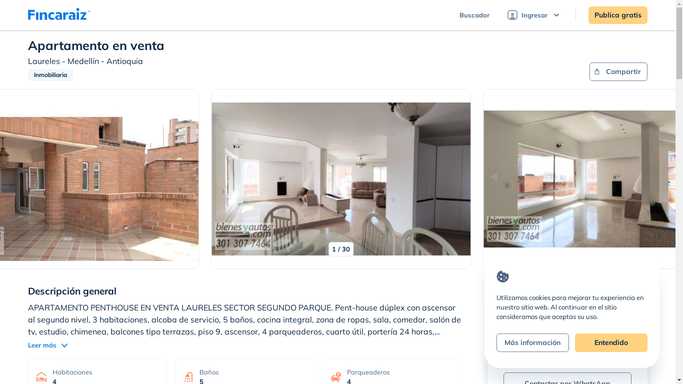 Fincaraiz
Buscador
Ingresar
Publica gratis
Apartamento en venta
Laureles - Medellín - Antioquia
Inmobiliaria
Compartir
bienesyautos
.com
301 307 7464
bienesyautos
.com
301 307 7464
1 / 30
Descripción general
APARTAMENTO PENTHOUSE EN VENTA LAURELES SECTOR SEGUNDO PARQUE. Pent-house dúplex con ascensor
al segundo nivel, 3 habitaciones, alcoba de servicio, 5 baños, cocina integral, zona de ropas, sala, comedor, salón de
tv, estudio, chimenea, balcones tipo terrazas, piso 9, ascensor, 4 parqueaderos, cuarto útil, portería 24 horas,...
Leer más
Habitaciones
4
Baños
5
Parqueaderos
4
Utilizamos cookies para mejorar tu experiencia en
nuestro sitio web. Al continuar en el sitio
consideramos que aceptas su uso.
Más información
Entendido
Contactar por WhatsApp